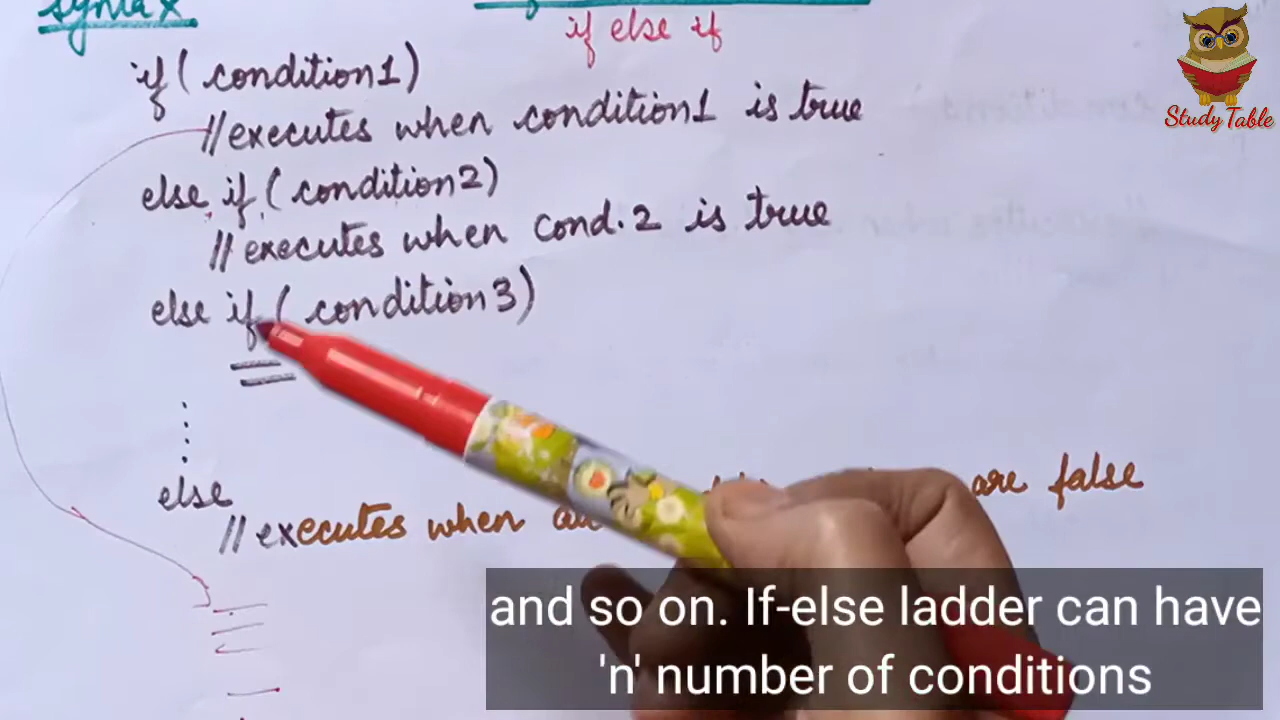 syntax
if else if
if( condition1)
//executes when condition1 is true
else if( condition2)
//executes when cond.2 is true
else if( condition3)
else
//executes when are false
Study Table
and so on. If-else ladder can have
'n' number of conditions